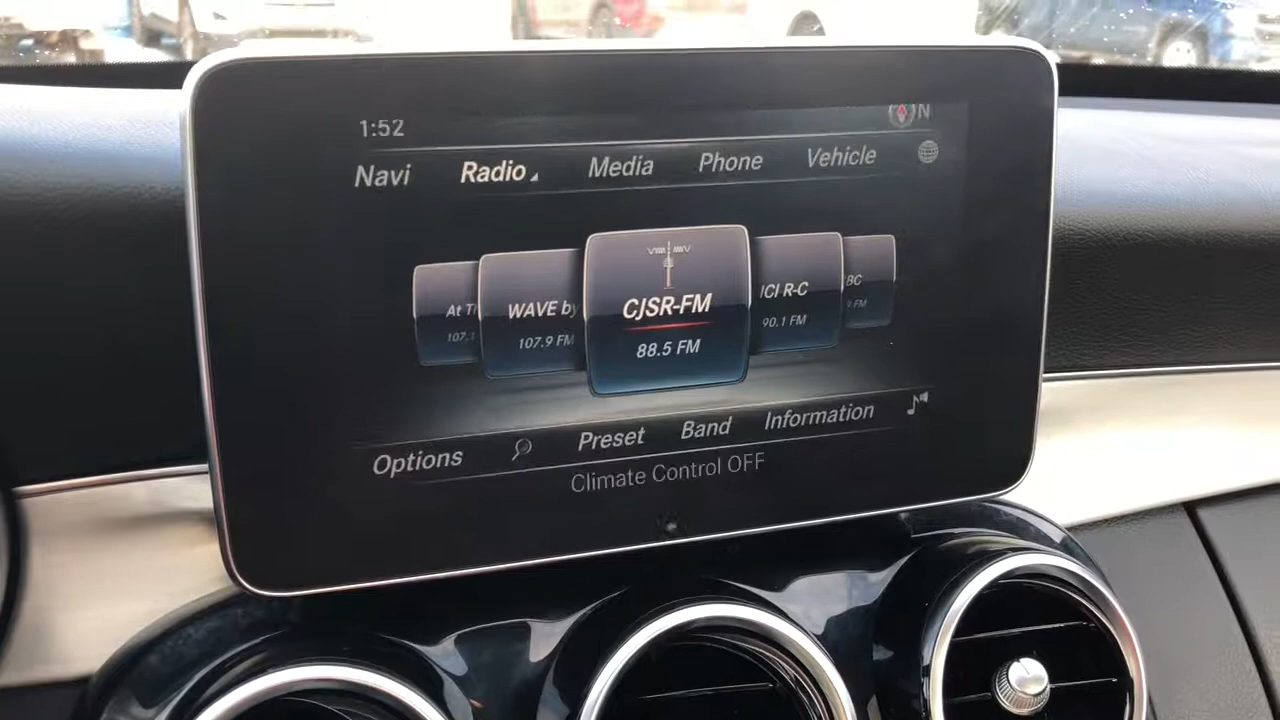 1:52
N
Navi Radio Media Phone Vehicle
At T
107.1
WAVE by
107.9 FM
CJSR-FM
88.5 FM
ICI R-C
90.1 FM
BC
9 FM
Options Preset Band Information
Climate Control OFF